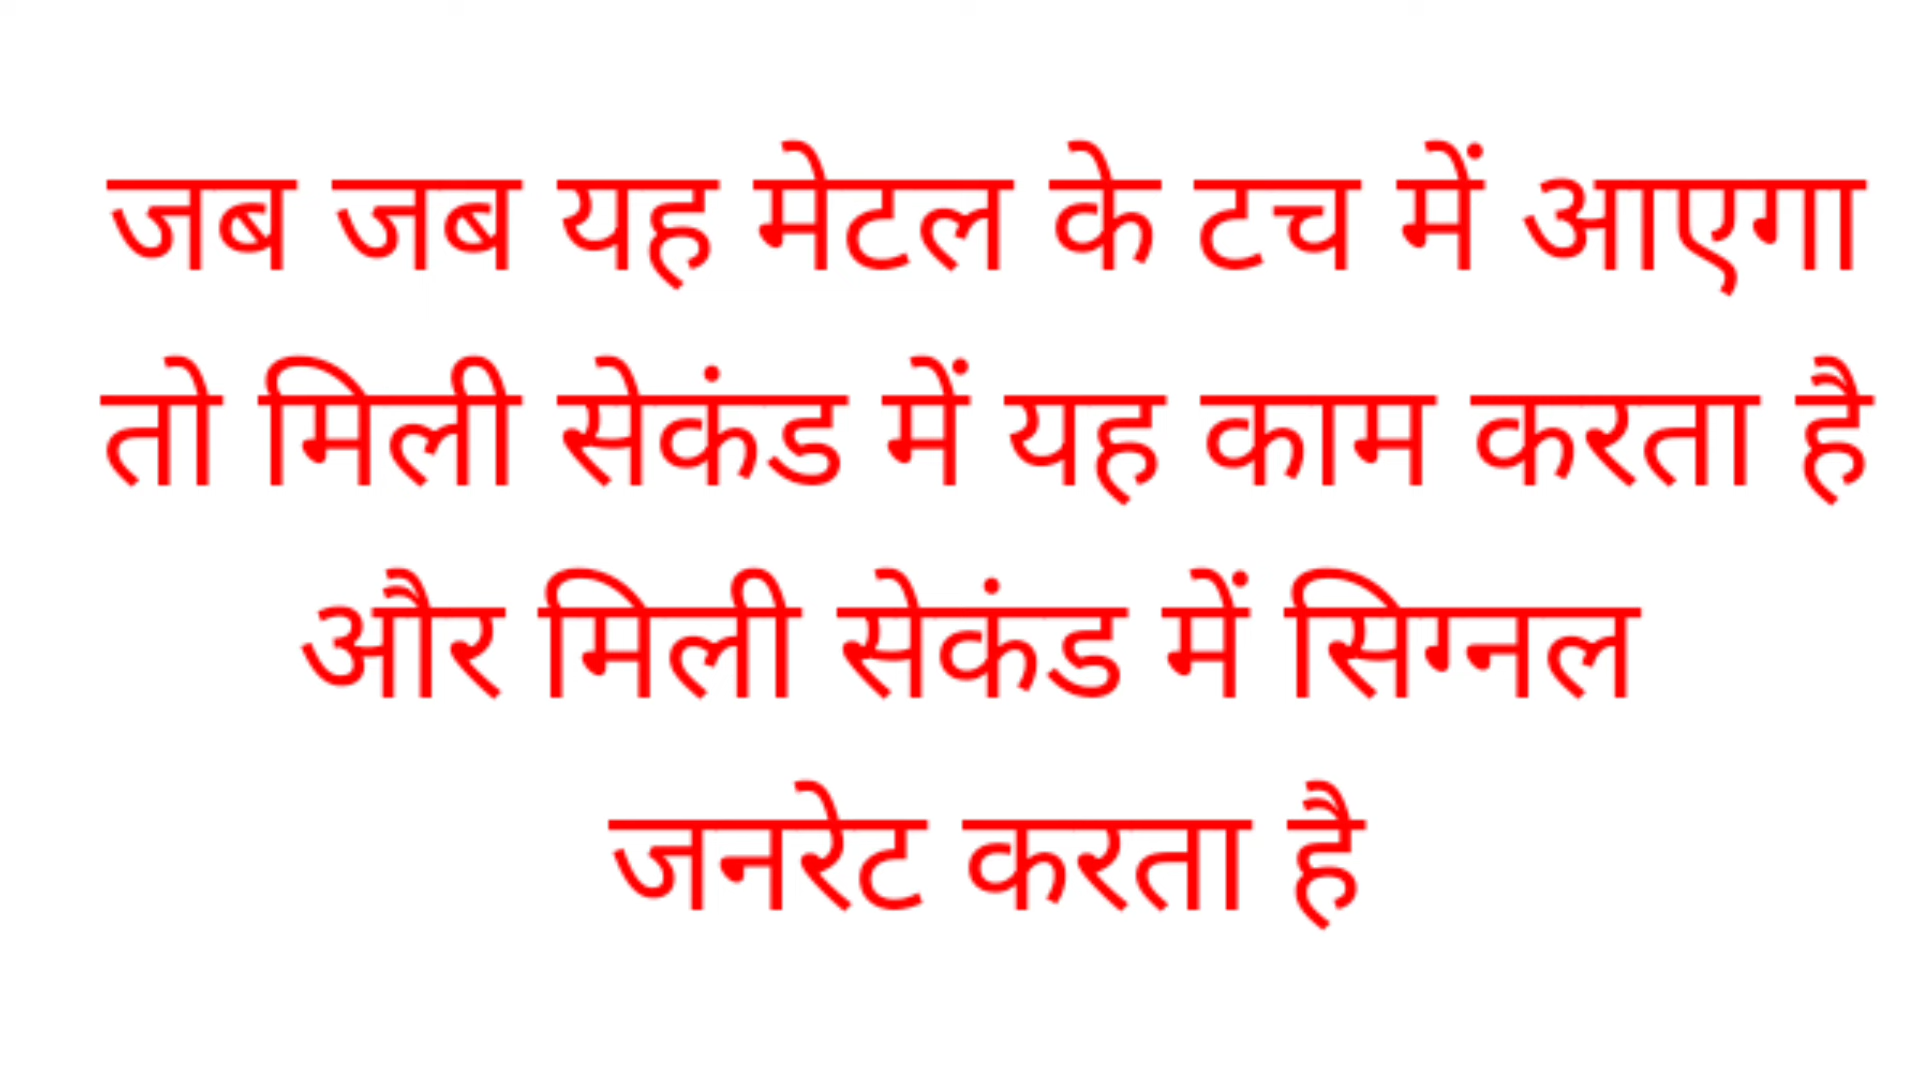 जब जब यह मेटल के टच में आएगा
तो मिली सेकंड में यह काम करता है
और मिली सेकंड में सिग्नल
जनरेट करता है